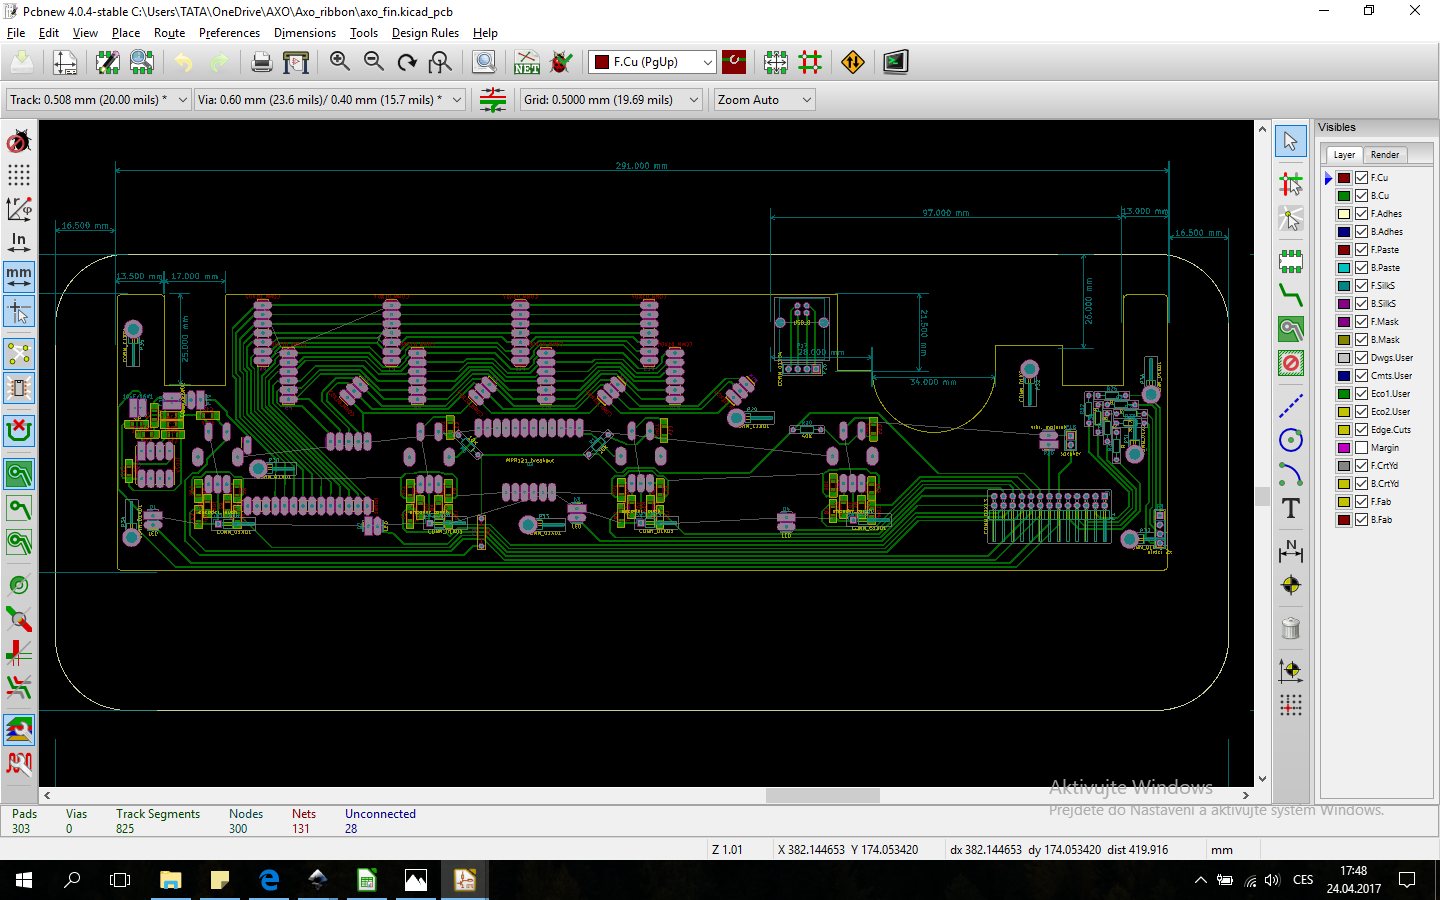 Pcbnew 4.0.4-stable C:\Users\TATA\OneDrive\AXO\Axo_ribbon\axo_fin.kicad_pcb
File Edit View Place Route Preferences Dimensions Tools Design Rules Help
NET
F.Cu (PgUp)
Track: 0.508 mm (20.00 mils) *
Via: 0.60 mm (23.6 mils)/ 0.40 mm (15.7 mils) *
Grid: 0.5000 mm (19.69 mils)
Zoom Auto
In
mm
Visibles
Layer Render
F.Cu
B.Cu
F.Adhes
B.Adhes
F.Paste
B.Paste
F.SilkS
B.SilkS
F.Mask
B.Mask
Dwgs.User
Cmts.User
Eco1.User
Eco2.User
Edge.Cuts
Margin
F.CrtYd
B.CrtYd
F.Fab
B.Fab
T
N
291.000 mm
97.000 mm
13.000 mm
16.500 mm
16.500 mm
13.500 mm
17.000 mm
25.000 mm
21.500 mm
26.000 mm
28.000 mm
34.000 mm
LED
LED
LED
Aktivujte Windows
Přejděte do Nastavení a aktivujte systém Windows.
Pads Vias Track Segments Nodes Nets Unconnected
303 0 825 300 131 28
Z 1.01
X 382.144653 Y 174.053420
dx 382.144653 dy 174.053420 dist 419.916
mm
CES
17:48
24.04.2017